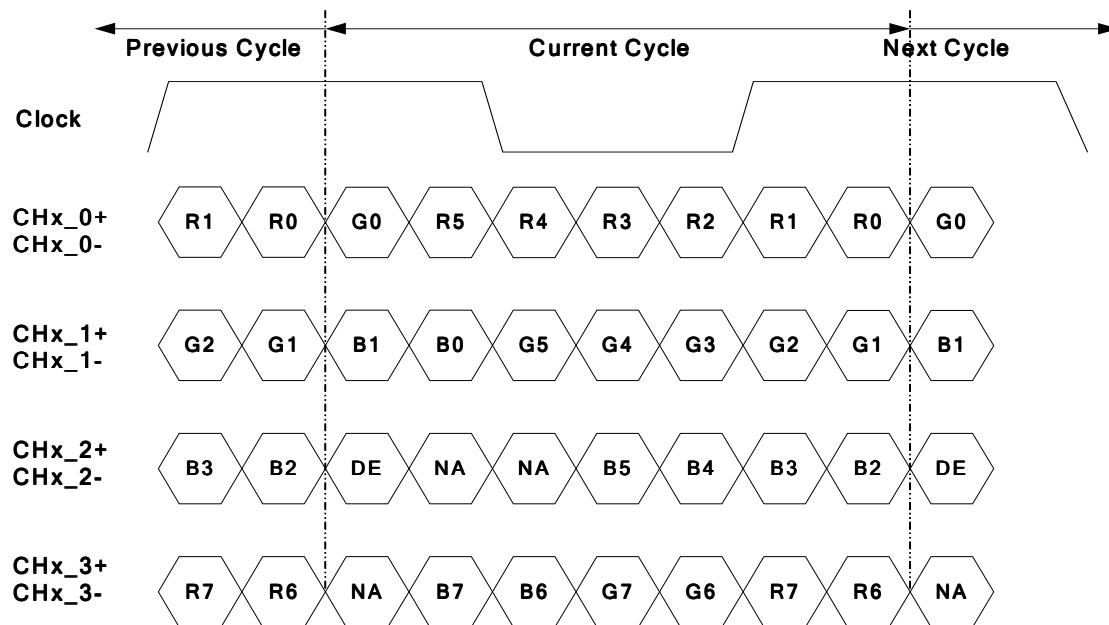 Previous Cycle Current Cycle Next Cycle
Clock
CHx_0+
CHx_0-
R1 R0 G0 R5 R4 R3 R2 R1 R0 G0
CHx_1+
CHx_1-
G2 G1 B1 B0 G5 G4 G3 G2 G1 B1
CHx_2+
CHx_2-
B3 B2 DE NA NA B5 B4 B3 B2 DE
CHx_3+
CHx_3-
R7 R6 NA B7 B6 G7 G6 R7 R6 NA